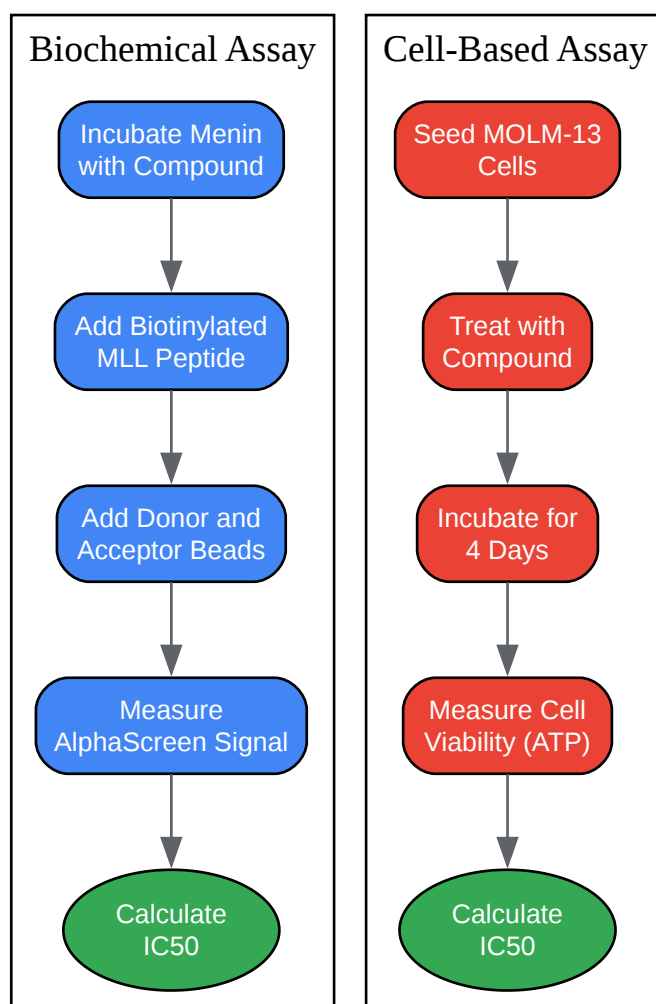 Biochemical Assay
Incubate Menin
with Compound
Add Biotinylated
MLL Peptide
Add Donor and
Acceptor Beads
Measure
AlphaScreen Signal
Calculate
IC50
Cell-Based Assay
Seed MOLM-13
Cells
Treat with
Compound
Incubate for
4 Days
Measure Cell
Viability (ATP)
Calculate
IC50